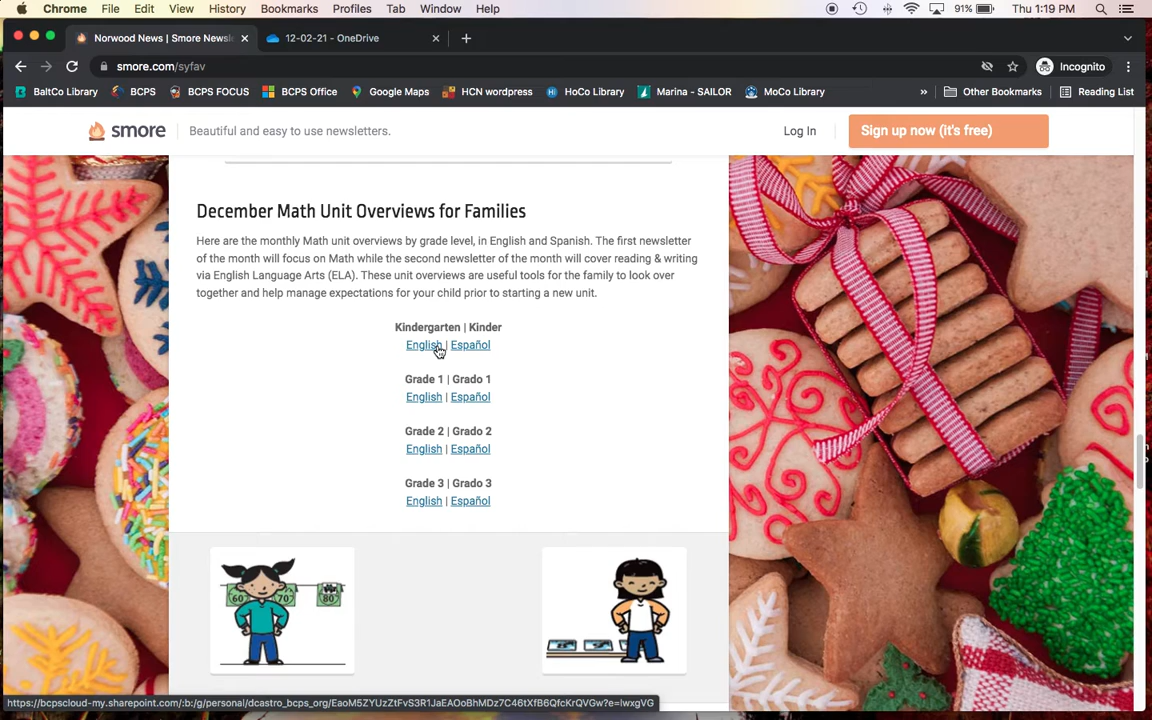 Chrome File Edit View History Bookmarks Profiles Tab Window Help 91% Thu 1:19 PM
Norwood News | Smore Newsl 12-02-21 - OneDrive
smore.com/syfav Incognito
BaltCo Library BCPS BCPS FOCUS BCPS Office Google Maps HCN wordpress HoCo Library Marina - SAILOR MoCo Library » Other Bookmarks Reading List
smore Beautiful and easy to use newsletters. Log In Sign up now (it's free)
December Math Unit Overviews for Families
Here are the monthly Math unit overviews by grade level, in English and Spanish. The first newsletter
of the month will focus on Math while the second newsletter of the month will cover reading & writing
via English Language Arts (ELA). These unit overviews are useful tools for the family to look over
together and help manage expectations for your child prior to starting a new unit.
Kindergarten | Kinder
English | Español
Grade 1 | Grado 1
English | Español
Grade 2 | Grado 2
English | Español
Grade 3 | Grado 3
English | Español
60 70 80
https://bcpscloud-my.sharepoint.com/:b:/g/personal/dcastro_bcps_org/EaoM5ZYUzZtFvS3R1JaEAOoBhMDz7C46tXfB6QfcKrQVGw?e=lwxgVG